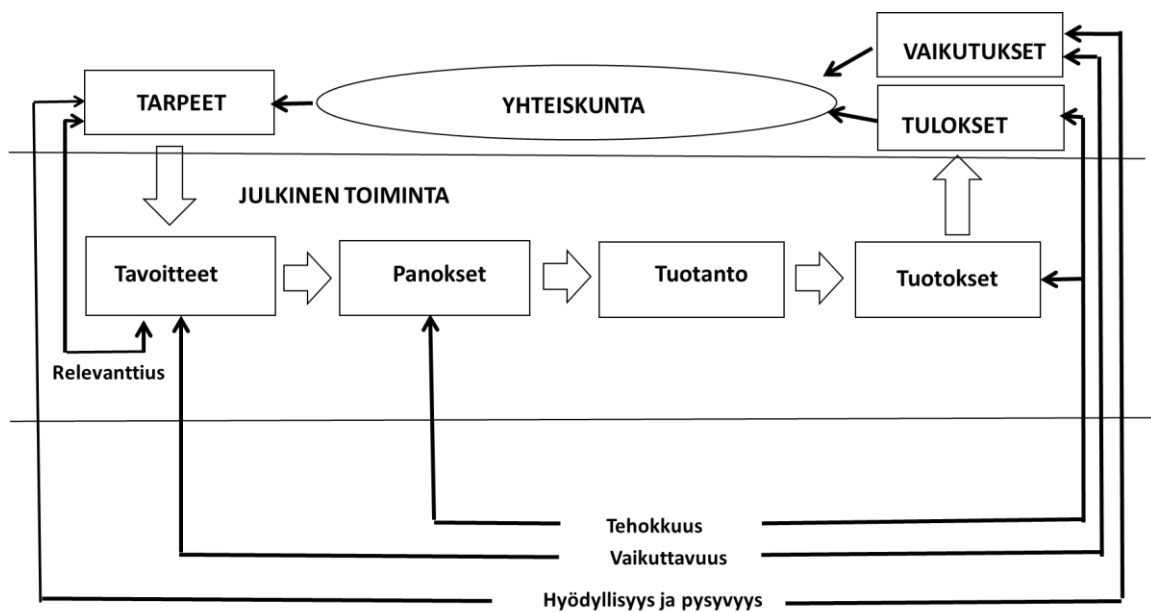 VAIKUTUKSET
TARPEET
YHTEISKUNTA
TULOKSET
JULKINEN TOIMINTA
Tavoitteet
Panokset
Tuotanto
Tuotokset
Relevanttius
Tehokkuus
Vaikuttavuus
Hyödyllisyys ja pysyvyys